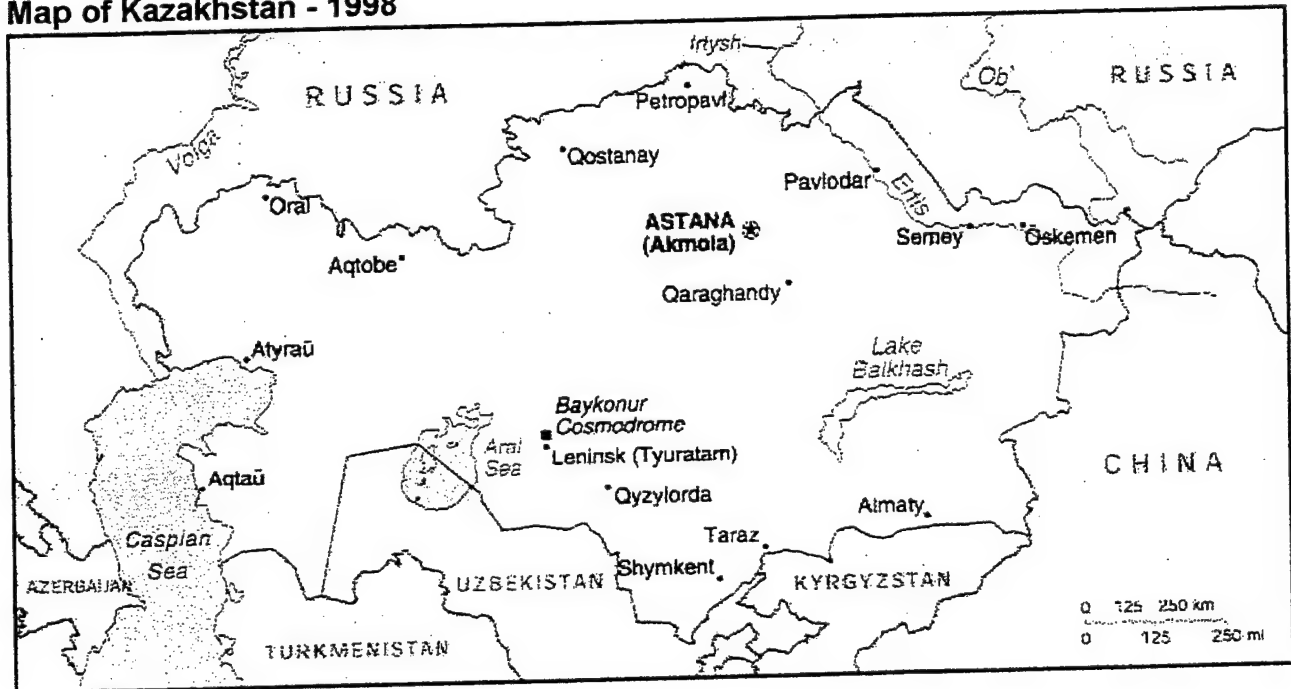 Map of Kazakhstan - 1998
Irtysh
RUSSIA
Ob'
RUSSIA
Petropavl
Volga
Qostanay
Pavlodar
Ertis
Oral
ASTANA
(Akmola)
Semey
Öskemen
Aqtobe
Qaraghandy
Atyraū
Lake
Balkhash
Baykonur
Cosmodrome
Aral
Sea
Leninsk (Tyuratam)
CHINA
Aqtaū
Qyzylorda
Almaty
Taraz
Caspian
Sea
Shymkent
AZERBAIJAN
UZBEKISTAN
KYRGYZSTAN
0 125 250 km
0 125 250 mi
TURKMENISTAN